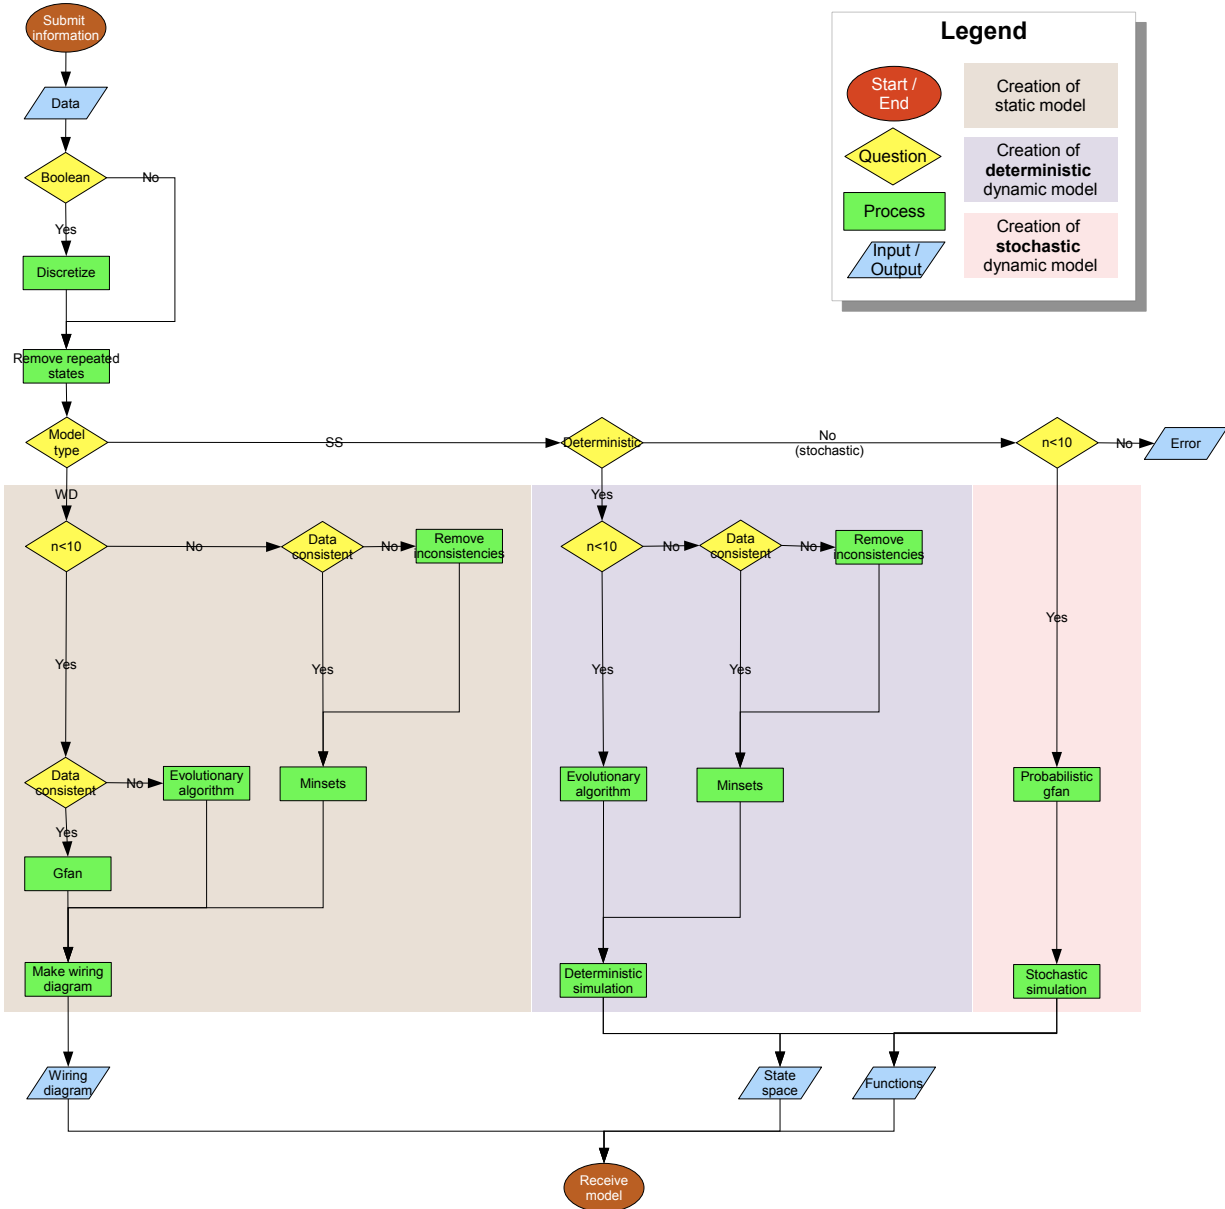 Submit
information
Legend
Start /
End
Creation of
static model
Data
Question
Creation of
deterministic
dynamic model
Boolean
No
Process
Yes
Creation of
stochastic
dynamic model
Input /
Output
Discretize
Remove repeated
states
Model
type
SS
Deterministic
No
(stochastic)
n<10
No
Error
WD
Yes
n<10
No
Data
consistent
No
Remove
inconsistencies
n<10
No
Data
consistent
No
Remove
inconsistencies
Yes
Yes
Yes
Yes
Yes
Data
consistent
No
Evolutionary
algorithm
Minsets
Evolutionary
algorithm
Minsets
Probabilistic
gfan
Yes
Gfan
Make wiring
diagram
Deterministic
simulation
Stochastic
simulation
Wiring
diagram
State
space
Functions
Receive
model